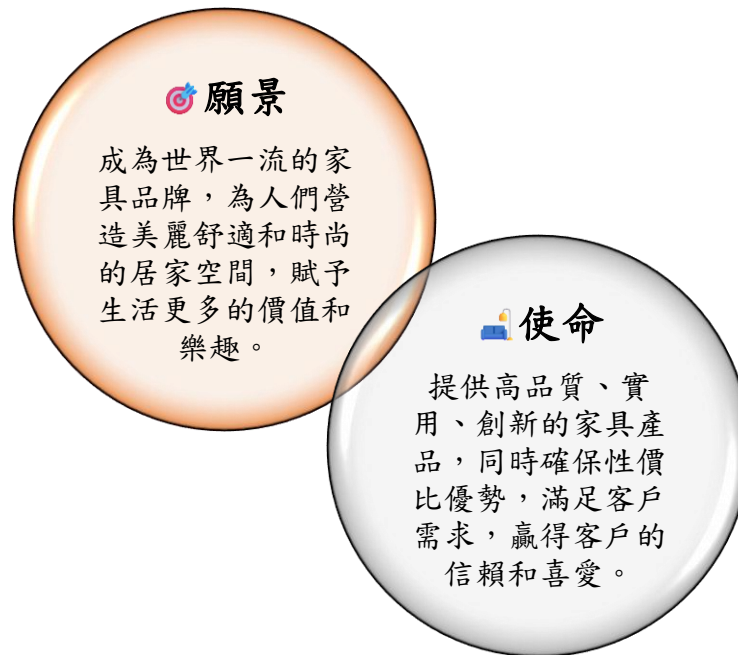 願景
成為世界一流的家
具品牌，為人們營
造美麗舒適和時尚
的居家空間，賦予
生活更多的價值和
樂趣。
使命
提供高品質、實
用、創新的家具產
品，同時確保性價
比優勢，滿足客戶
需求，贏得客戶的
信賴和喜愛。